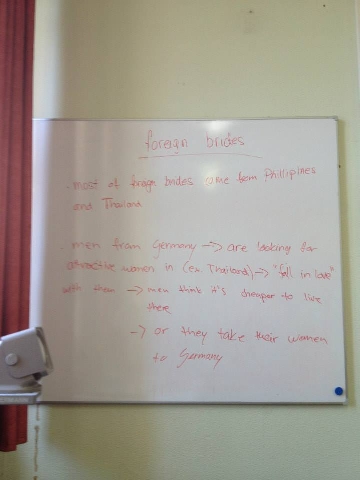 foreign brides
- most of foreign brides come form Phillipines
and Thailand
- men from Germany -> are looking for
attractive women in (ex. Thailand) -> "fall in love"
with them -> men think it's cheaper to live
there
-> or they take their women
to Germany